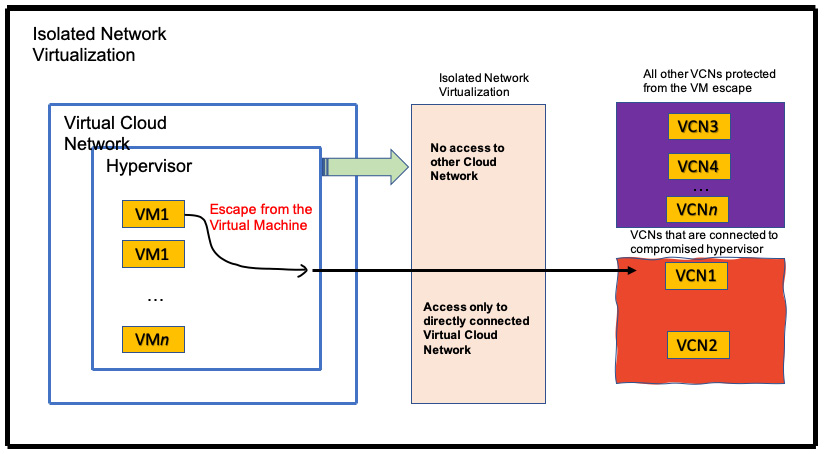 Isolated Network
Virtualization
Virtual Cloud
Network
Hypervisor
VM1
VM1
...
VMn
Escape from the
Virtual Machine
Isolated Network
Virtualization
No access to
other Cloud
Network
Access only to
directly connected
Virtual Cloud
Network
All other VCNs protected
from the VM escape
VCN3
VCN4
...
VCNn
VCNs that are connected to
compromised hypervisor
VCN1
VCN2